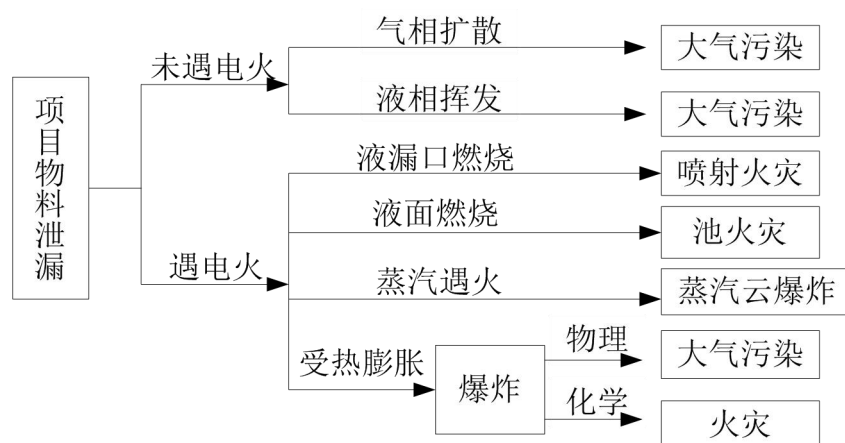 项目物料泄漏
未遇电火
气相扩散
大气污染
液相挥发
大气污染
遇电火
液漏口燃烧
喷射火灾
液面燃烧
池火灾
蒸汽遇火
蒸汽云爆炸
受热膨胀
爆炸
物理
大气污染
化学
火灾